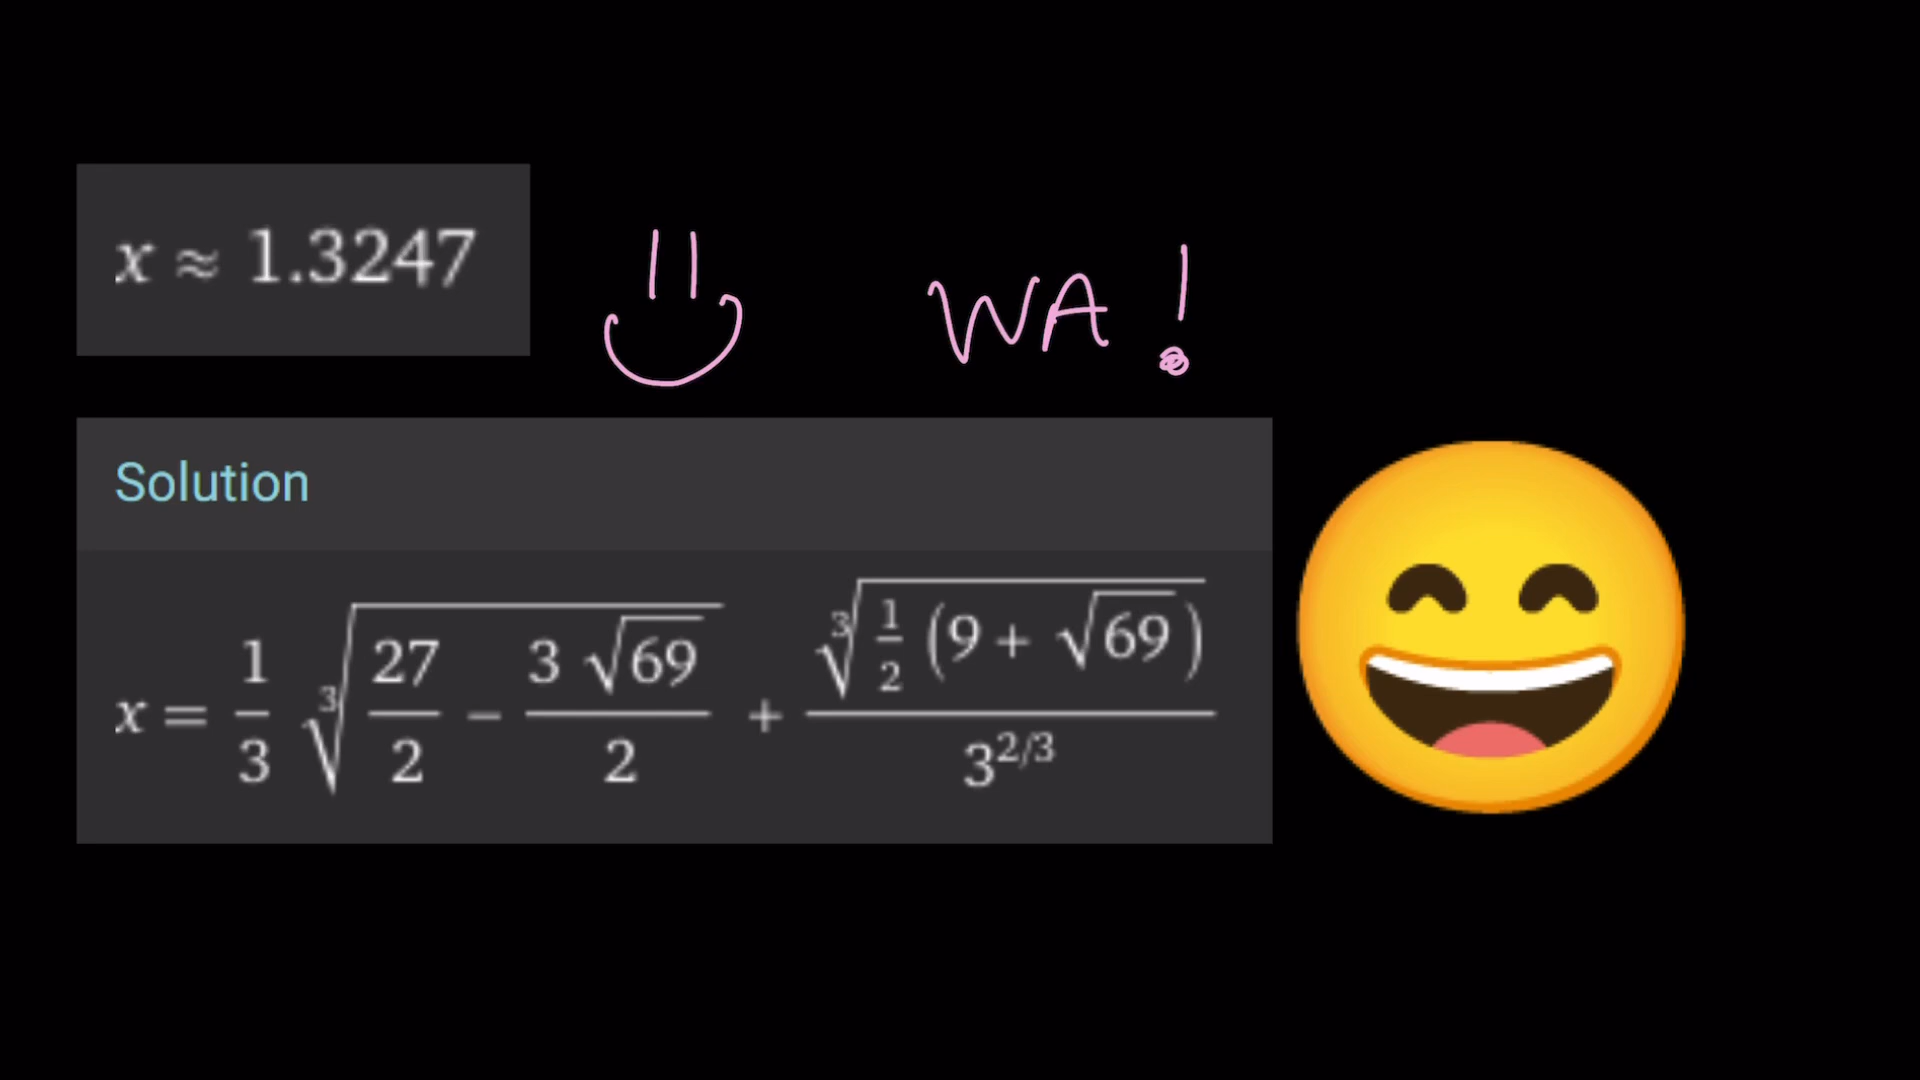 x ≈ 1.3247
WA!
Solution
x = 1/3 ∛(27/2 − 3√69/2) + ∛(1/2 (9 + √69))/3^(2/3)